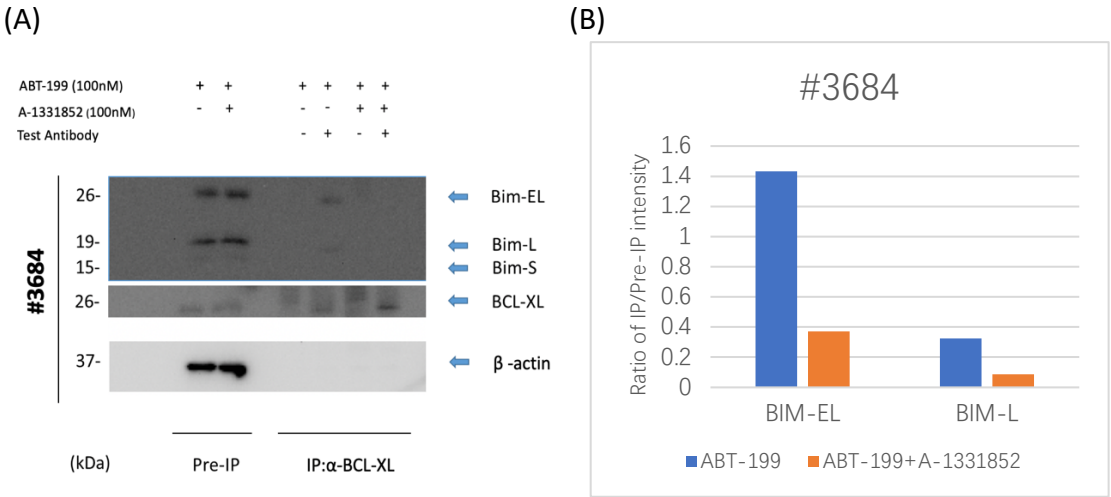 (A)
ABT-199 (100nM) + + + + + +
A-1331852 (100nM) - + - - + +
Test Antibody - + - +
#3684
26- Bim-EL
19- Bim-L
15- Bim-S
26- BCL-XL
37- β -actin
(kDa) Pre-IP IP:α-BCL-XL
(B)
#3684
Ratio of IP/Pre-IP intensity
1.6
1.4
1.2
1
0.8
0.6
0.4
0.2
0
BIM-EL BIM-L
ABT-199 ABT-199+A-1331852